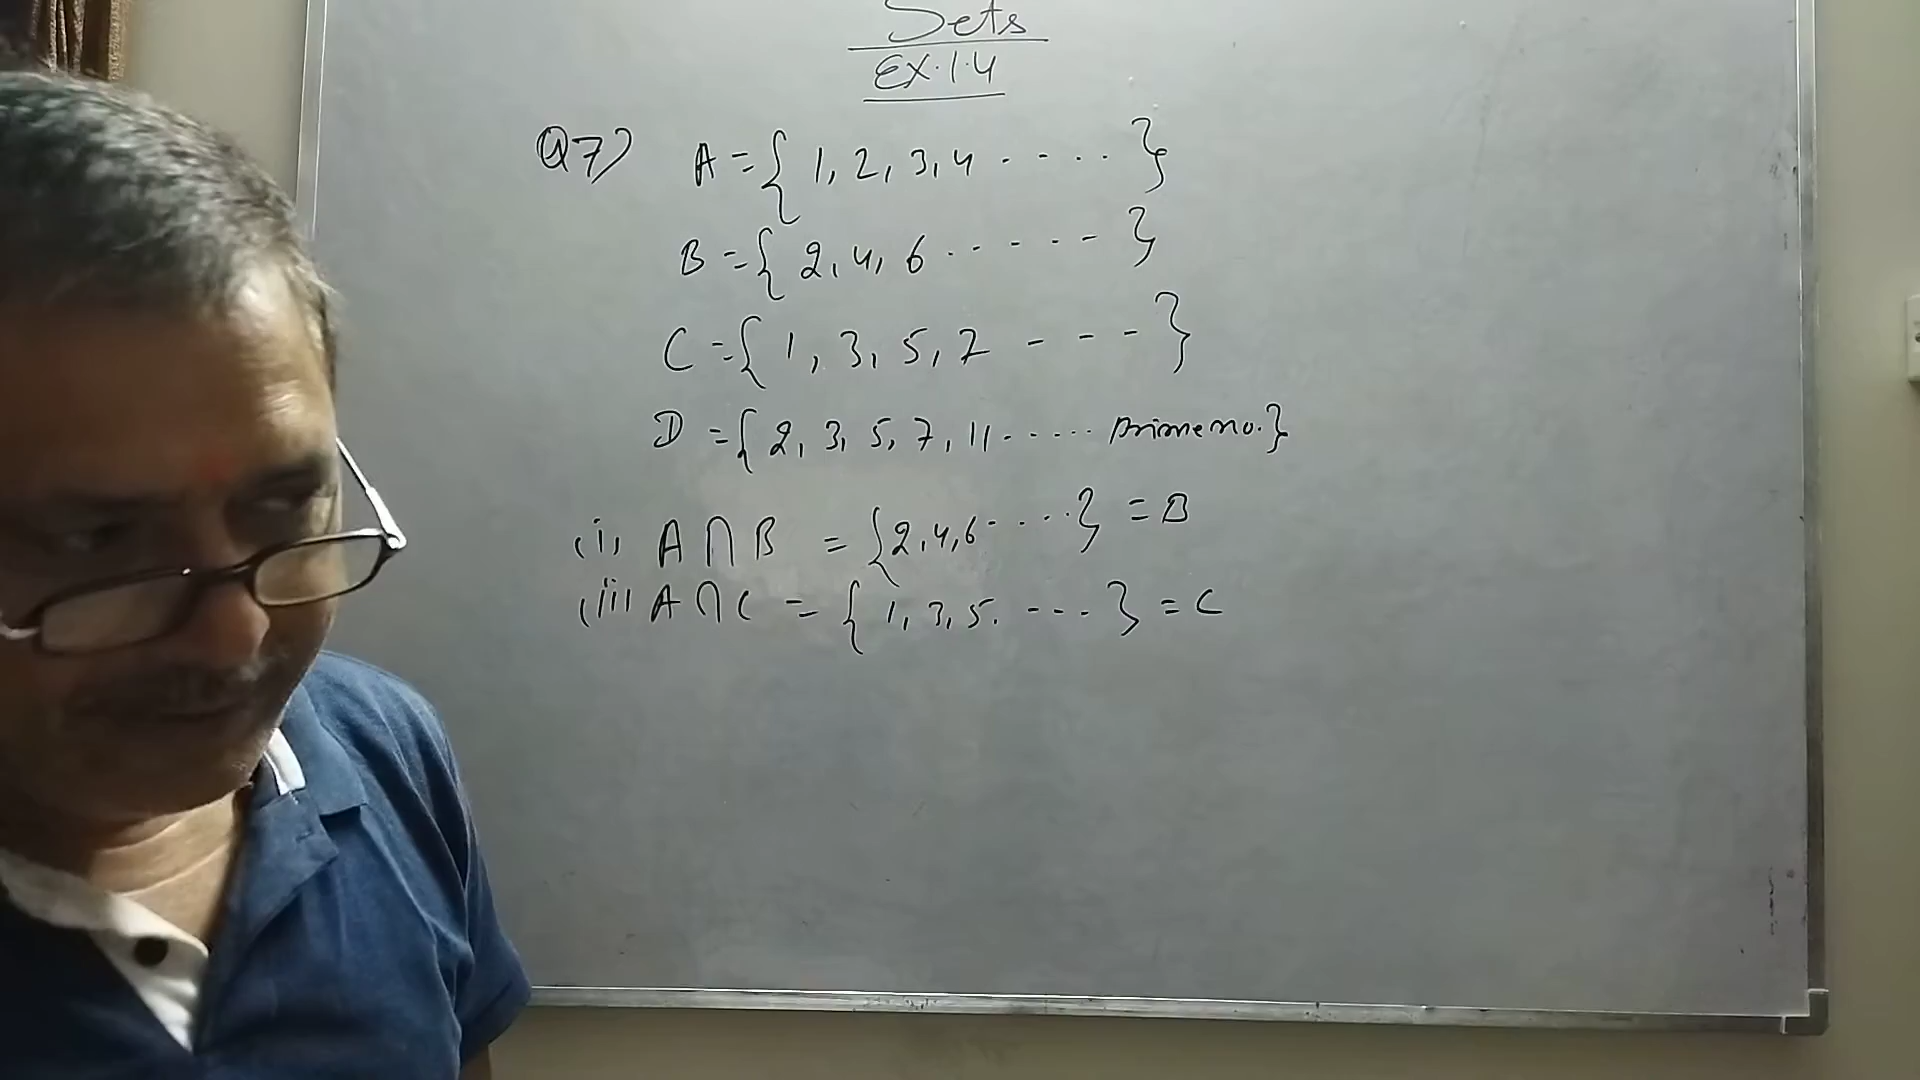 Sets
EX.1.4
Q7) A = { 1, 2, 3, 4 ..... }
B = { 2, 4, 6 ..... }
C = { 1, 3, 5, 7 - - - }
D = { 2, 3, 5, 7, 11 ...... prime no. }
(i) A ∩ B = { 2, 4, 6 ..... } = B
(ii) A ∩ C = { 1, 3, 5. --- } = C